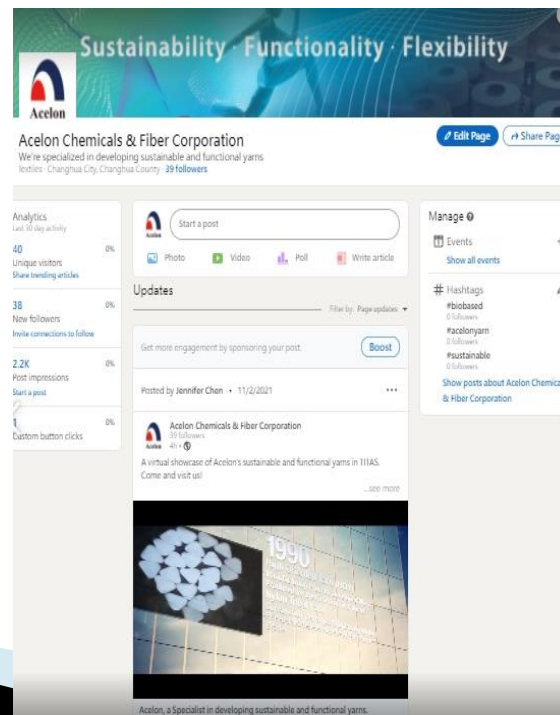 Sustainability · Functionality · Flexibility
Acelon
Acelon Chemicals & Fiber Corporation
Edit Page
Share Pag
We're specialized in developing sustainable and functional yarns
Textiles · Changhua City, Changhua County · 39 followers
Analytics
Last 30 day activity
40
0%
Unique visitors
Share trending articles
38
0%
New followers
Invite connections to follow
2.2K
0%
Post impressions
Start a post
1
0%
Custom button clicks
Start a post
Photo
Video
Poll
Write article
Updates
Filter by: Page updates
Get more engagement by sponsoring your post.
Boost
Posted by Jennifer Chen • 11/2/2021
Acelon Chemicals & Fiber Corporation
39 followers
4h •
A virtual showcase of Acelon's sustainable and functional yarns in
Come and visit us!
...see more
1990
Acelon, a Specialist in developing sustainable and functional yarns.
Manage
Events
Show all events
# Hashtags
#biobased
0 followers
#acelonyarn
0 followers
#sustainable
0 followers
Show posts about Acelon Chemica
& Fiber Corporation